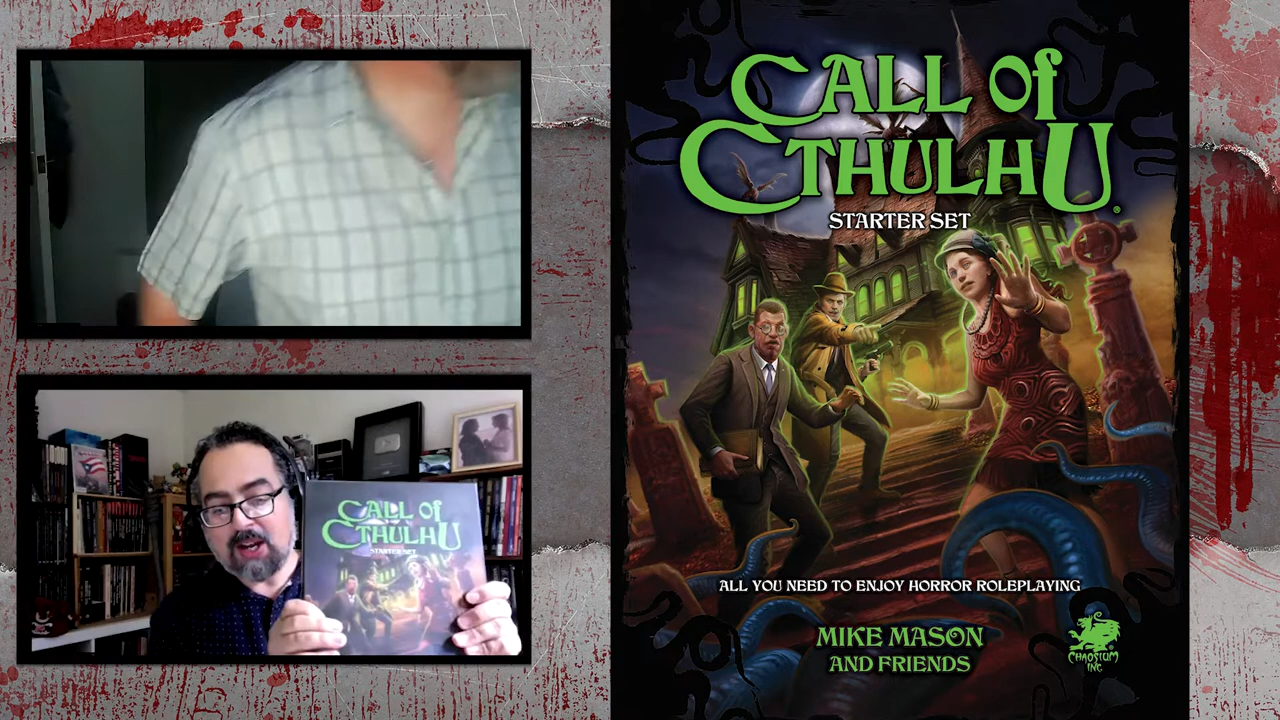 CALL OF
CTHULHU
STARTER SET
ALL YOU NEED TO ENJOY HORROR ROLEPLAYING
MIKE MASON
AND FRIENDS
CHAOSIUM
INC.
CALL OF
CTHULHU
STARTER SET